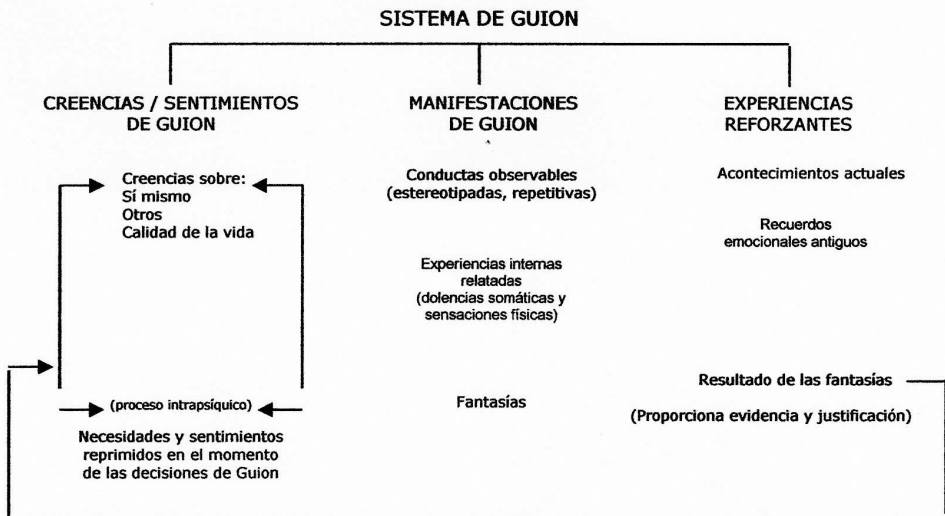 SISTEMA DE GUION
CREENCIAS / SENTIMIENTOS
DE GUION
Creencias sobre:
Sí mismo
Otros
Calidad de la vida
(proceso intrapsíquico)
Necesidades y sentimientos
reprimidos en el momento
de las decisiones de Guion
MANIFESTACIONES
DE GUION
Conductas observables
(estereotipadas, repetitivas)
Experiencias internas
relatadas
(dolencias somáticas y
sensaciones físicas)
Fantasías
EXPERIENCIAS
REFORZANTES
Acontecimientos actuales
Recuerdos
emocionales antiguos
Resultado de las fantasías
(Proporciona evidencia y justificación)